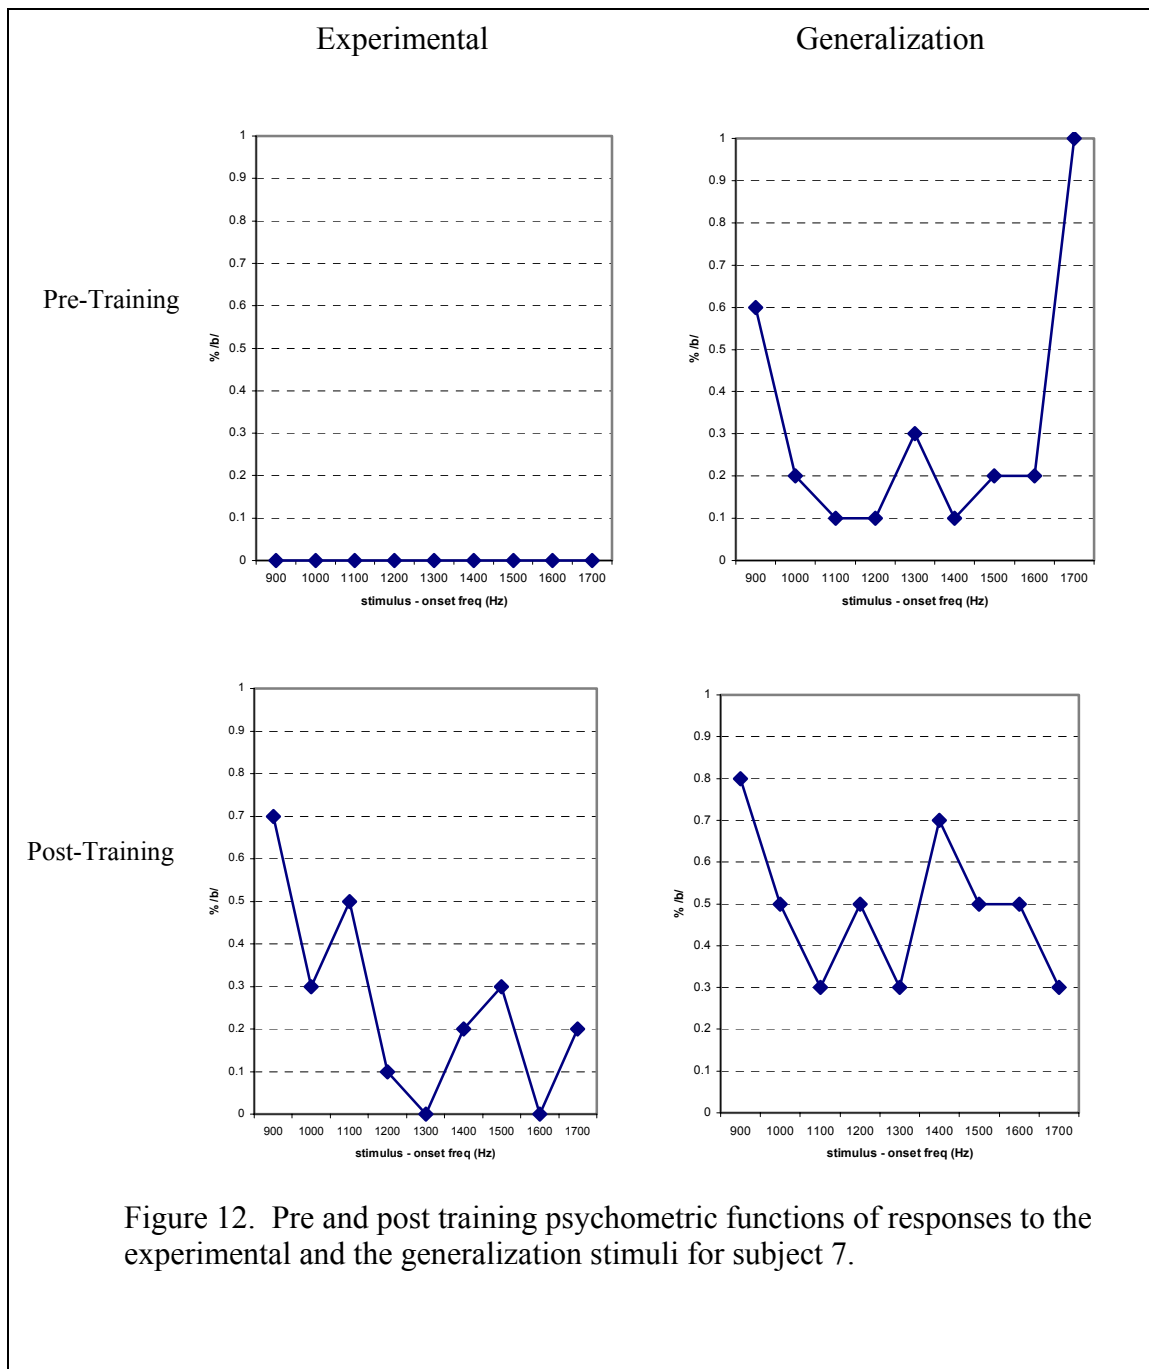 Experimental Generalization
Pre-Training
1
0.9
0.8
0.7
0.6
0.5
0.4
0.3
0.2
0.1
0
% /b/
900 1000 1100 1200 1300 1400 1500 1600 1700
stimulus - onset freq (Hz)
1
0.9
0.8
0.7
0.6
0.5
0.4
0.3
0.2
0.1
0
% /b/
900 1000 1100 1200 1300 1400 1500 1600 1700
stimulus - onset freq (Hz)
Post-Training
1
0.9
0.8
0.7
0.6
0.5
0.4
0.3
0.2
0.1
0
% /b/
900 1000 1100 1200 1300 1400 1500 1600 1700
stimulus - onset freq (Hz)
1
0.9
0.8
0.7
0.6
0.5
0.4
0.3
0.2
0.1
0
% /b/
900 1000 1100 1200 1300 1400 1500 1600 1700
stimulus - onset freq (Hz)
Figure 12. Pre and post training psychometric functions of responses to the
experimental and the generalization stimuli for subject 7.